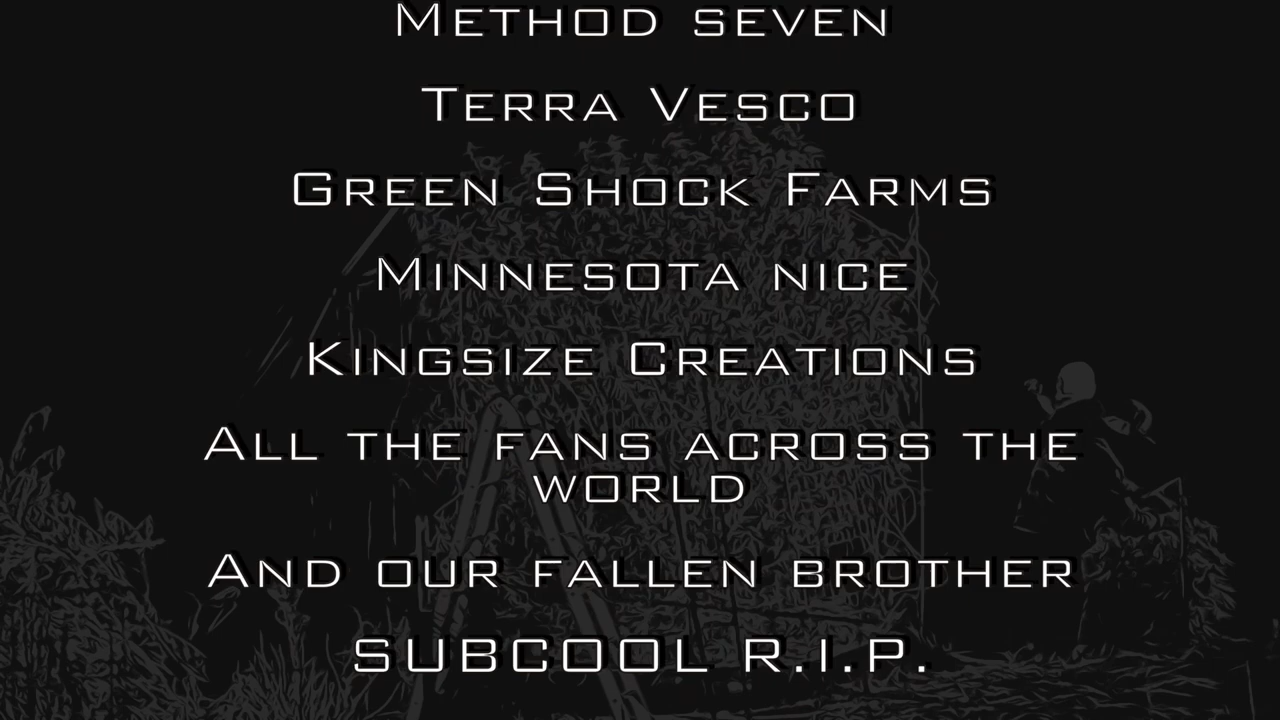 Method seven
Terra Vesco
Green Shock Farms
Minnesota nice
Kingsize Creations
All the fans across the
world
And our fallen brother
SUBCOOL R.I.P.